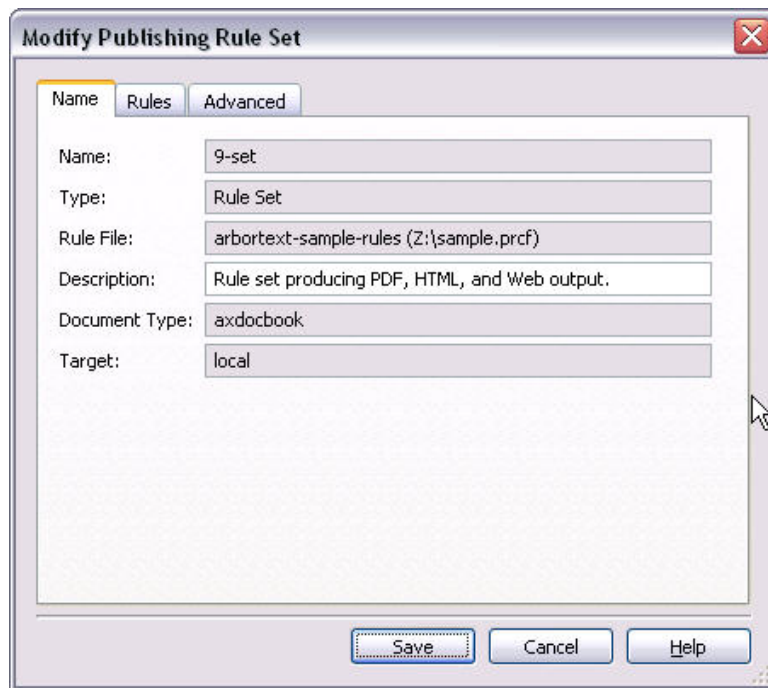 Modify Publishing Rule Set
Name Rules Advanced
Name: 9-set
Type: Rule Set
Rule File: arbortext-sample-rules (Z:\sample.prcf)
Description: Rule set producing PDF, HTML, and Web output.
Document Type: axdocbook
Target: local
Save Cancel Help